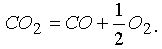 CO₂ = CO + ½ O₂.